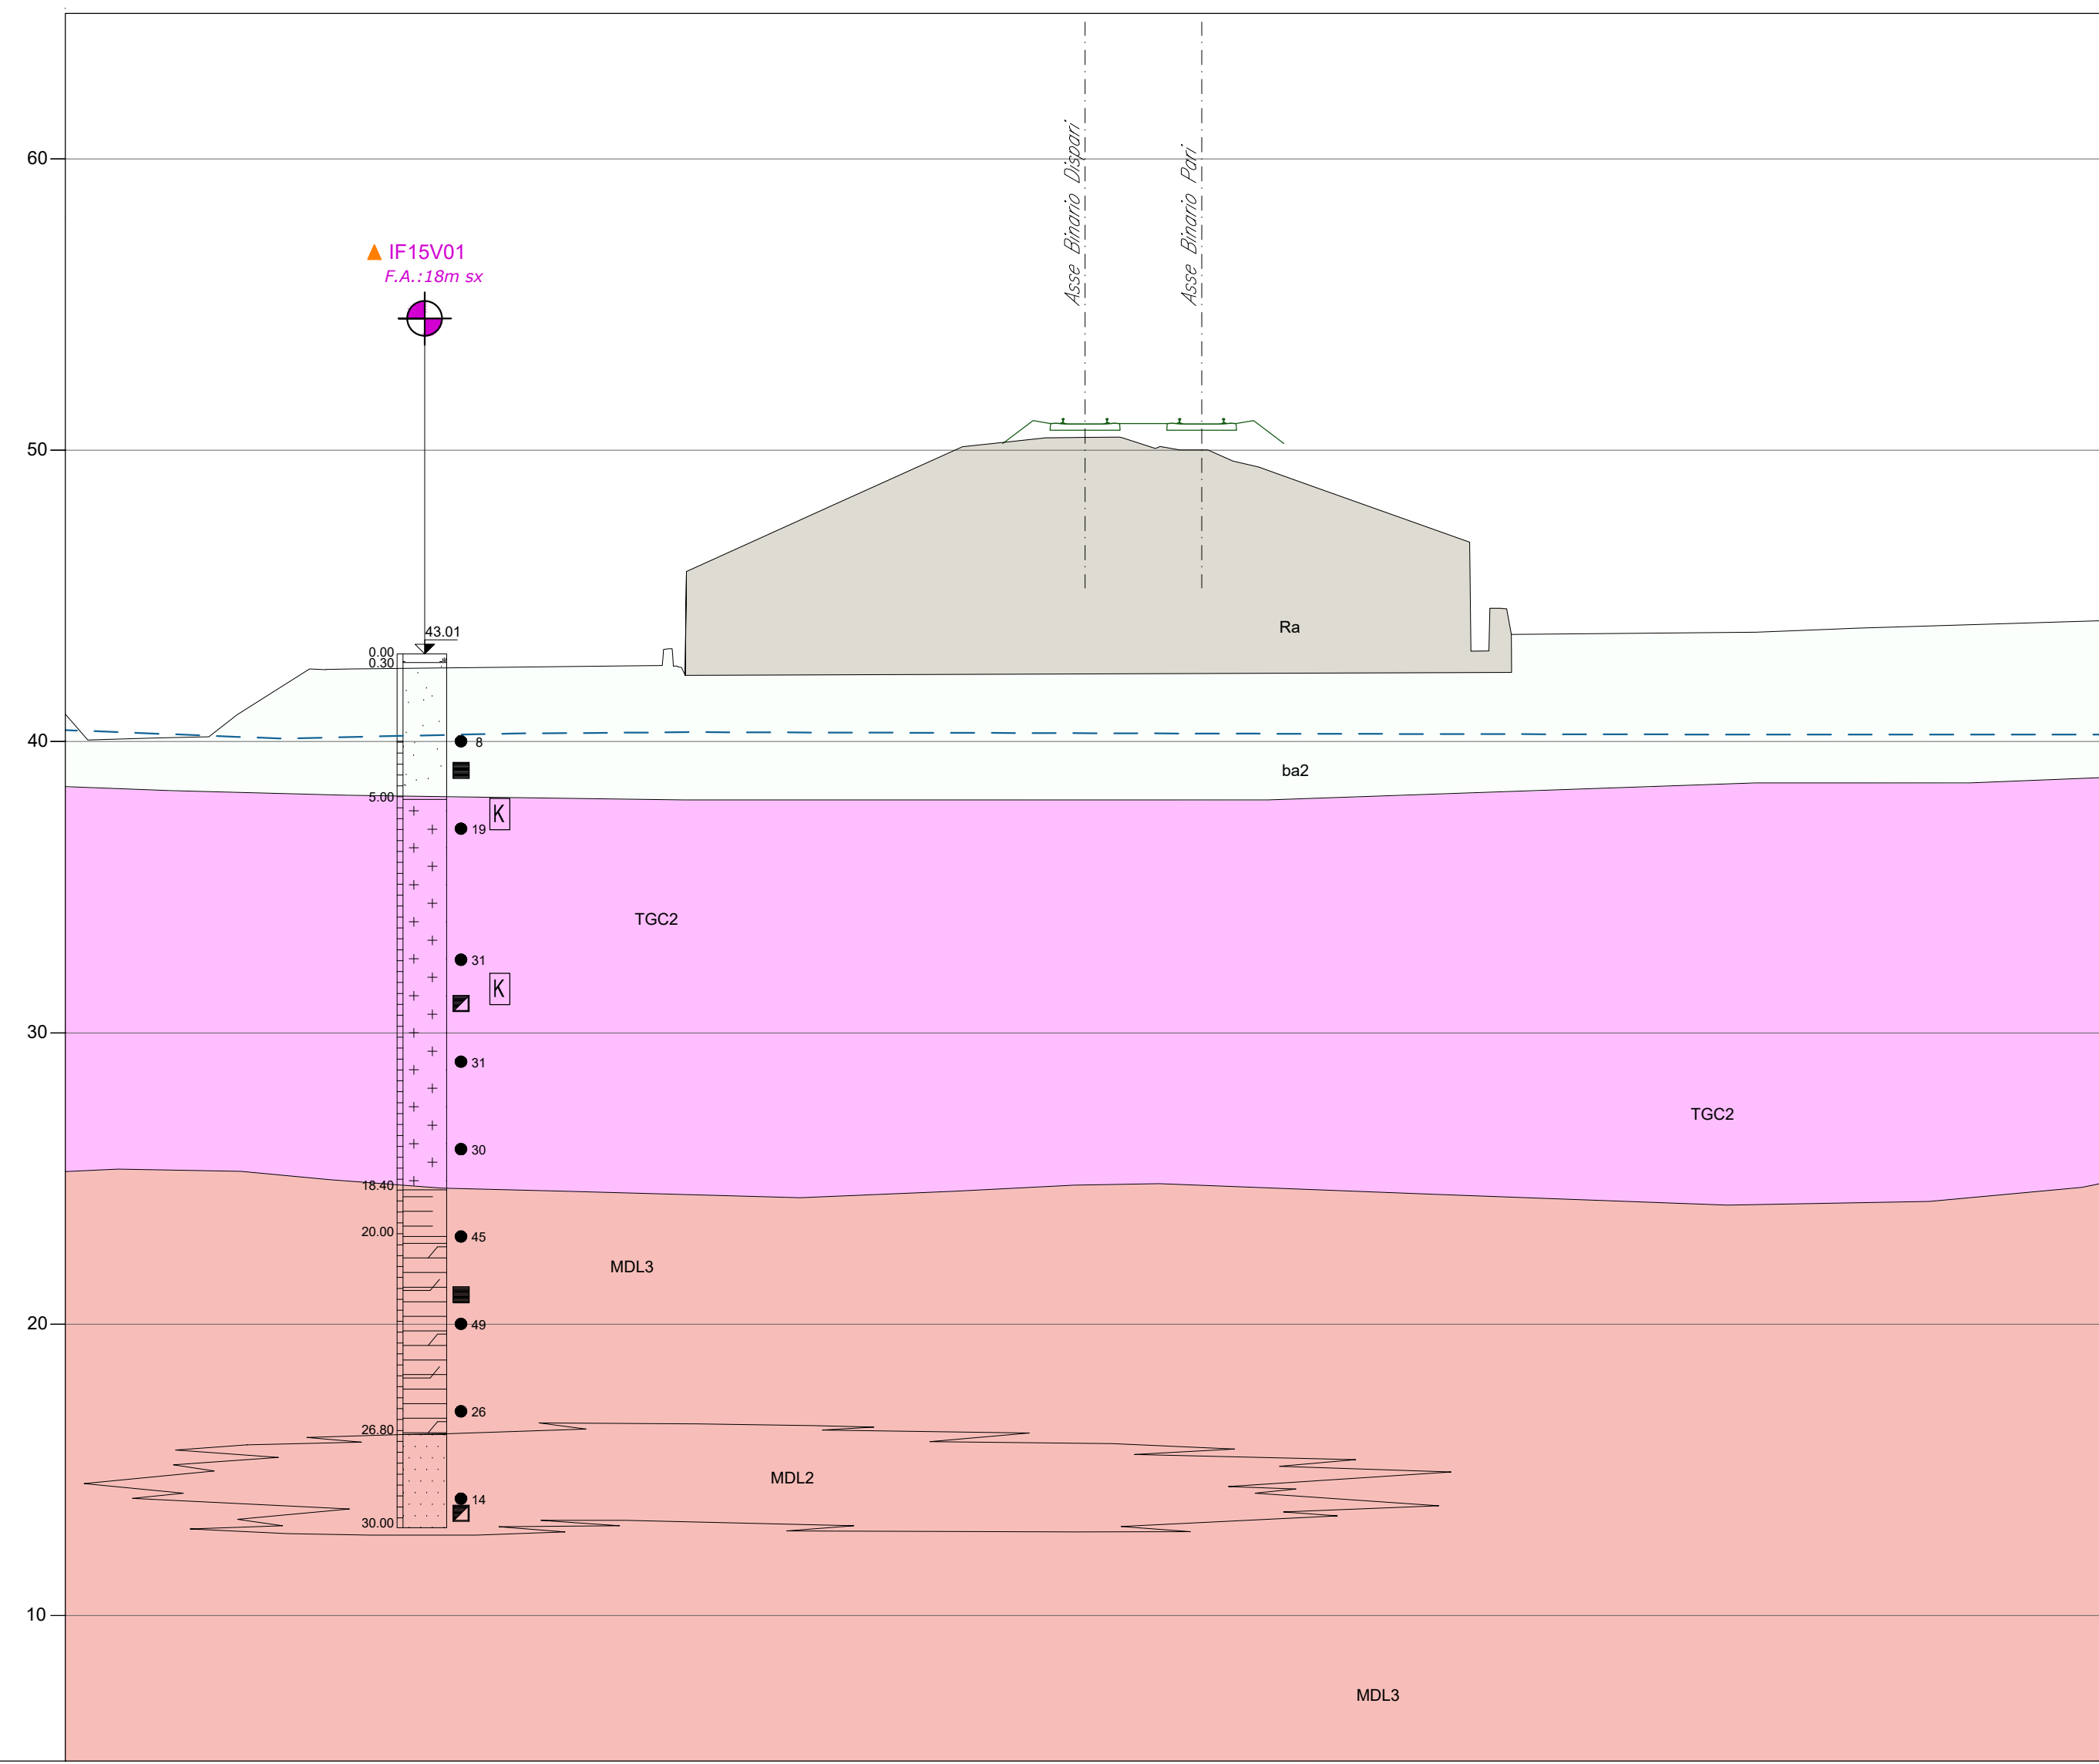 Asse Binario Dispari
Asse Binario Pari
60
IF15V01
F.A.:18m sx
50
43.01
Ra
0.00
0.30
40
8
ba2
5.00
K
19
TGC2
31
K
30
31
TGC2
30
18.40
20.00
45
MDL3
20
49
26
26.80
MDL2
14
30.00
10
MDL3